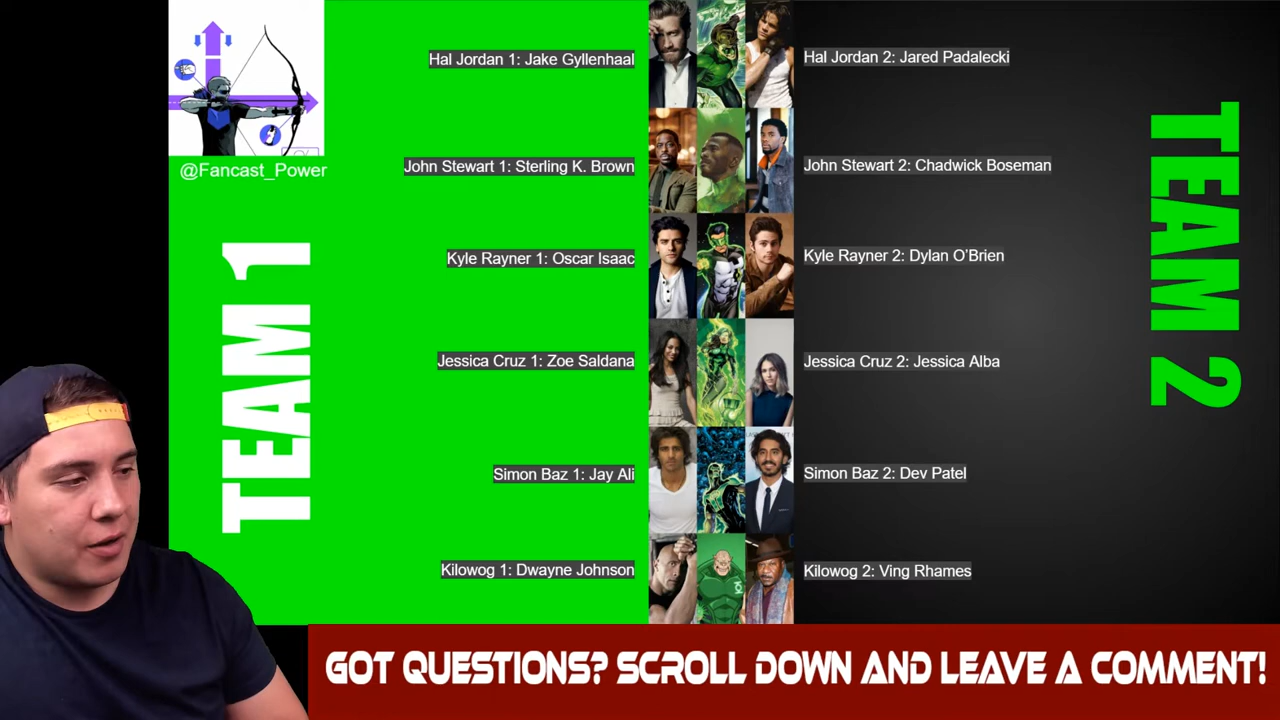 @Fancast_Power
TEAM 1
Hal Jordan 1: Jake Gyllenhaal
Hal Jordan 2: Jared Padalecki
John Stewart 1: Sterling K. Brown
John Stewart 2: Chadwick Boseman
Kyle Rayner 1: Oscar Isaac
Kyle Rayner 2: Dylan O'Brien
Jessica Cruz 1: Zoe Saldana
Jessica Cruz 2: Jessica Alba
Simon Baz 1: Jay Ali
Simon Baz 2: Dev Patel
Kilowog 1: Dwayne Johnson
Kilowog 2: Ving Rhames
TEAM 2
GOT QUESTIONS? SCROLL DOWN AND LEAVE A COMMENT!